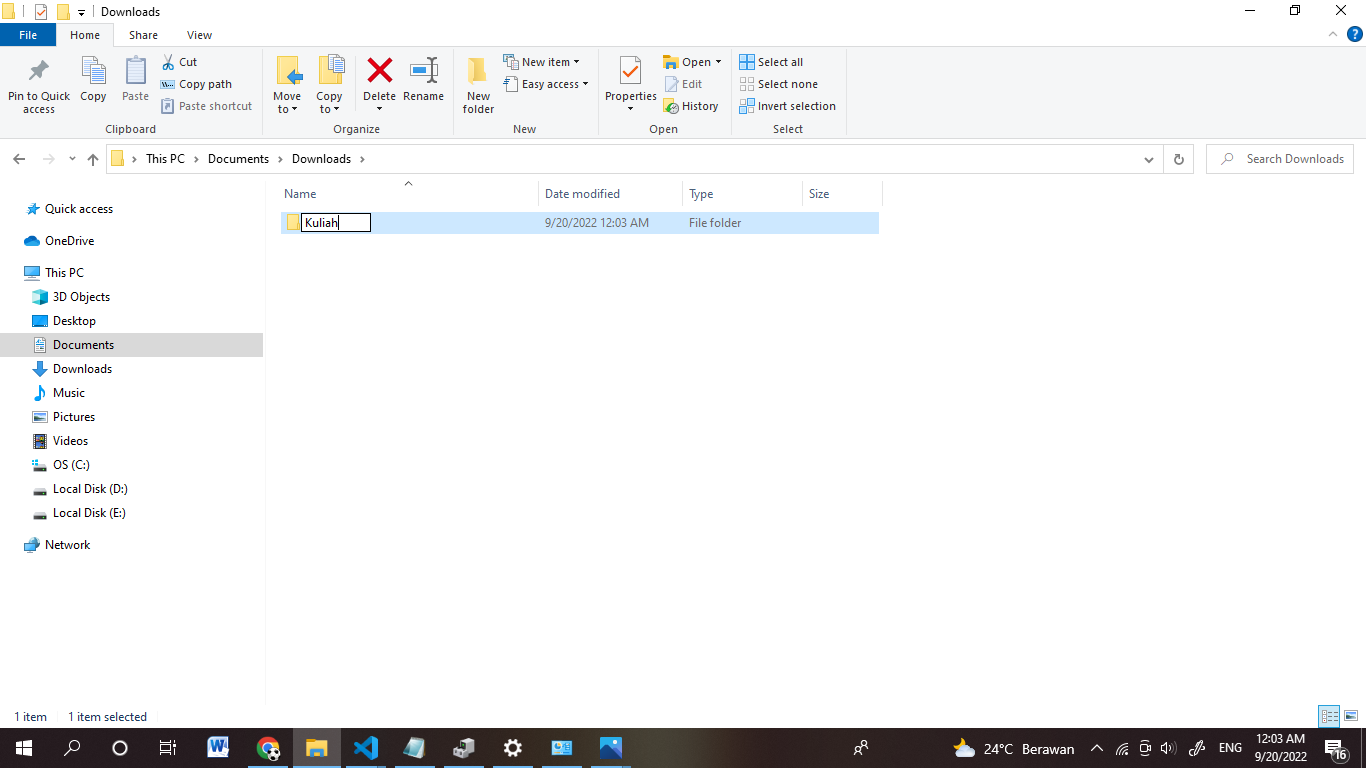 Downloads
File Home Share View
Pin to Quick access
Copy
Paste
Cut
Copy path
Paste shortcut
Clipboard
Move to
Copy to
Delete
Rename
Organize
New folder
New item
Easy access
New
Properties
Open
Edit
History
Open
Select all
Select none
Invert selection
Select
This PC Documents Downloads
Search Downloads
Quick access
OneDrive
This PC
3D Objects
Desktop
Documents
Downloads
Music
Pictures
Videos
OS (C:)
Local Disk (D:)
Local Disk (E:)
Network
Name Date modified Type Size
Kuliah 9/20/2022 12:03 AM File folder
1 item 1 item selected
24°C Berawan
ENG
12:03 AM
9/20/2022
16